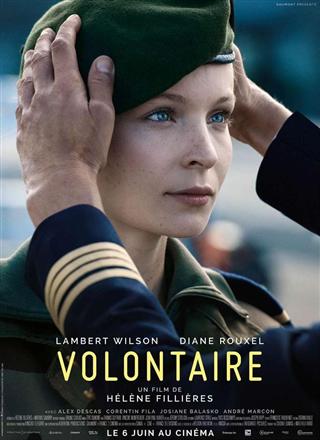 GAUMONT PRÉSENTE
LAMBERT WILSON DIANE ROUXEL
VOLONTAIRE
UN FILM DE
HÉLÈNE FILLIÈRES
AVEC ALEX DESCAS CORENTIN FILA JOSIANE BALASKO ANDRÉ MARCON
LE 6 JUIN AU CINÉMA